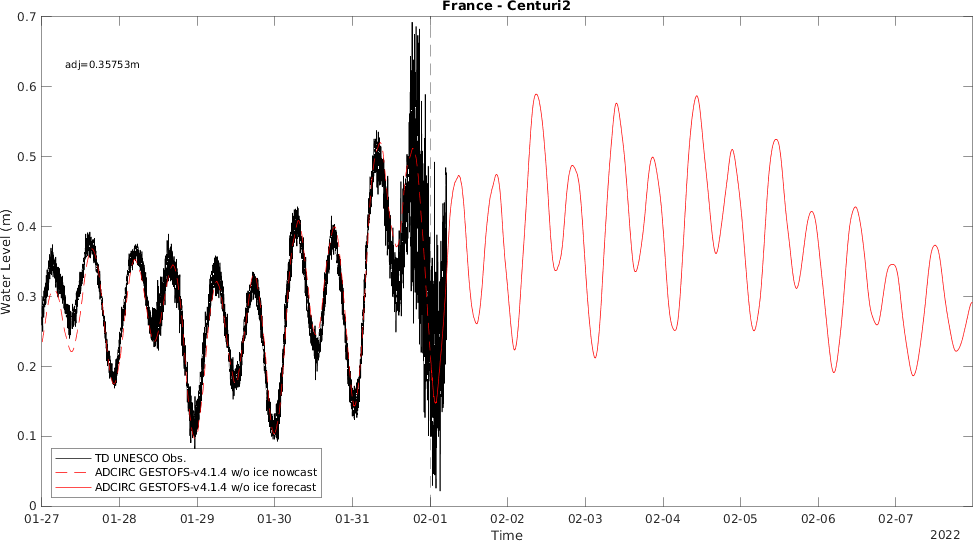 France - Centuri2
0.7
0.6
0.5
0.4
0.3
0.2
0.1
0
Water Level (m)
adj=0.35753m
TD UNESCO Obs.
ADCIRC GESTOFS-v4.1.4 w/o ice nowcast
ADCIRC GESTOFS-v4.1.4 w/o ice forecast
01-27 01-28 01-29 01-30 01-31 02-01 02-02 02-03 02-04 02-05 02-06 02-07
Time
2022